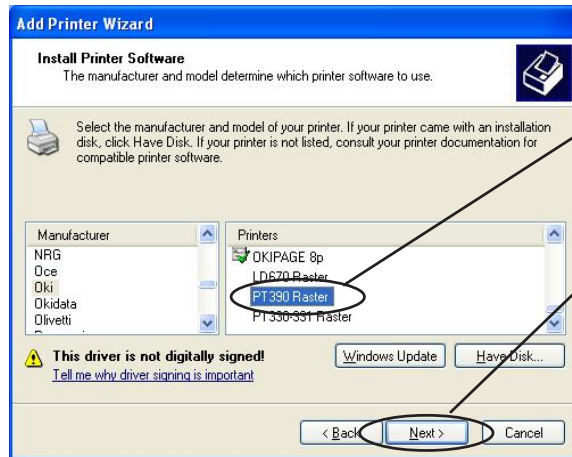 Add Printer Wizard
Install Printer Software
The manufacturer and model determine which printer software to use.
Select the manufacturer and model of your printer. If your printer came with an installation
disk, click Have Disk. If your printer is not listed, consult your printer documentation for
compatible printer software.
Manufacturer
NRG
Oce
Oki
Okidata
Olivetti
Printers
OKIPAGE 8p
LD670 Raster
PT390 Raster
PT330-331 Raster
This driver is not digitally signed!
Tell me why driver signing is important
Windows Update
Have Disk...
< Back
Next >
Cancel